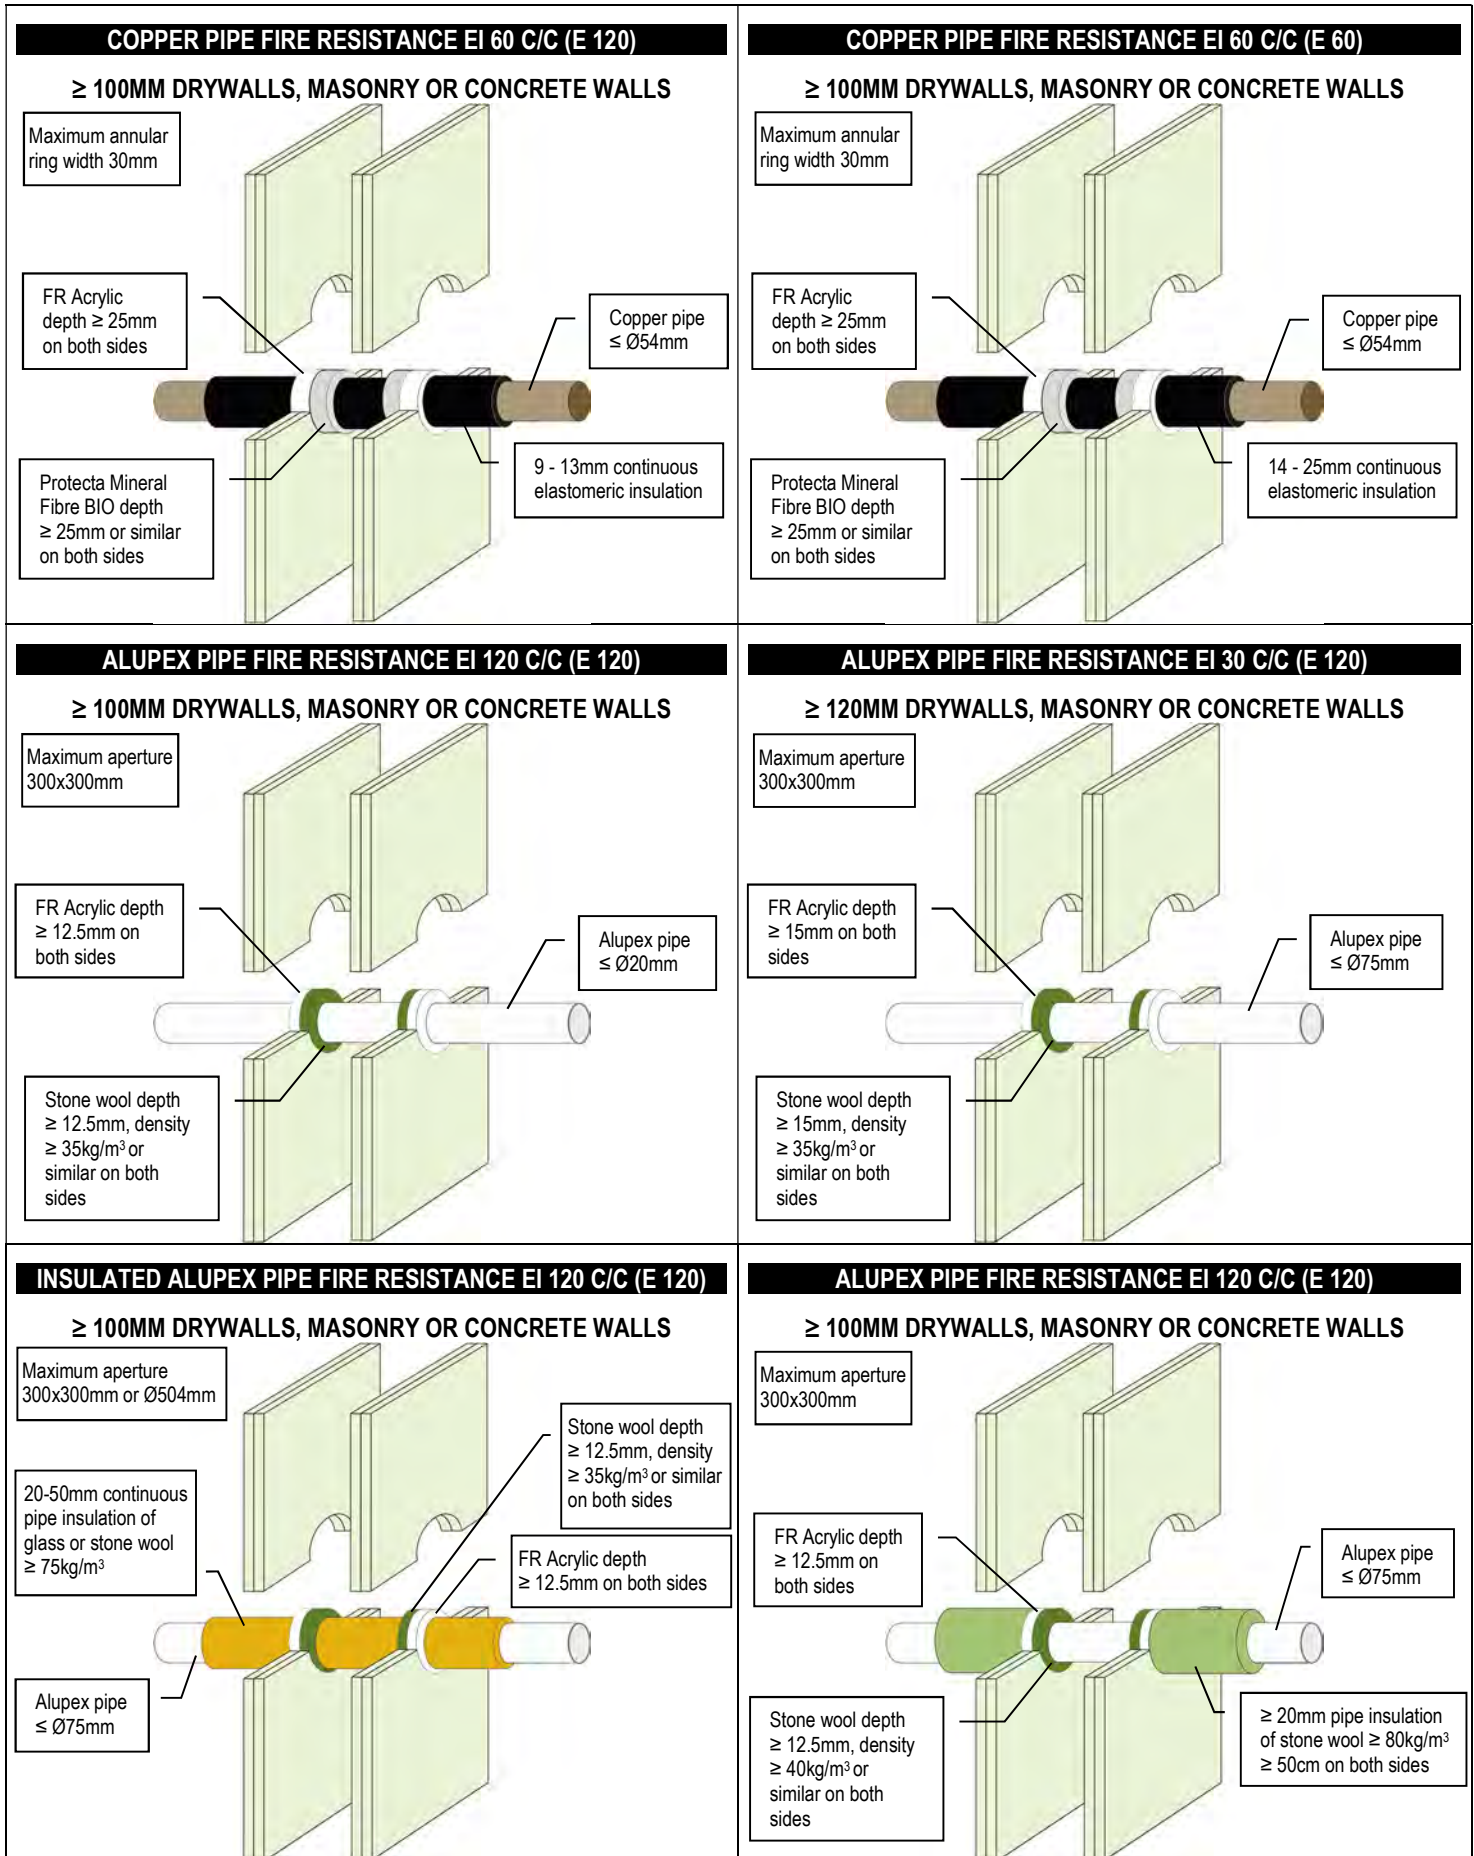 COPPER PIPE FIRE RESISTANCE EI 60 C/C (E 120)
≥ 100MM DRYWALLS, MASONRY OR CONCRETE WALLS
Maximum annular
ring width 30mm
FR Acrylic
depth ≥ 25mm
on both sides
Copper pipe
≤ Ø54mm
Protecta Mineral
Fibre BIO depth
≥ 25mm or similar
on both sides
9 - 13mm continuous
elastomeric insulation
COPPER PIPE FIRE RESISTANCE EI 60 C/C (E 60)
≥ 100MM DRYWALLS, MASONRY OR CONCRETE WALLS
Maximum annular
ring width 30mm
FR Acrylic
depth ≥ 25mm
on both sides
Copper pipe
≤ Ø54mm
Protecta Mineral
Fibre BIO depth
≥ 25mm or similar
on both sides
14 - 25mm continuous
elastomeric insulation
ALUPEX PIPE FIRE RESISTANCE EI 120 C/C (E 120)
≥ 100MM DRYWALLS, MASONRY OR CONCRETE WALLS
Maximum aperture
300x300mm
FR Acrylic depth
≥ 12.5mm on
both sides
Alupex pipe
≤ Ø20mm
Stone wool depth
≥ 12.5mm, density
≥ 35kg/m³ or
similar on both
sides
ALUPEX PIPE FIRE RESISTANCE EI 30 C/C (E 120)
≥ 120MM DRYWALLS, MASONRY OR CONCRETE WALLS
Maximum aperture
300x300mm
FR Acrylic depth
≥ 15mm on both
sides
Alupex pipe
≤ Ø75mm
Stone wool depth
≥ 15mm, density
≥ 35kg/m³ or
similar on both
sides
INSULATED ALUPEX PIPE FIRE RESISTANCE EI 120 C/C (E 120)
≥ 100MM DRYWALLS, MASONRY OR CONCRETE WALLS
Maximum aperture
300x300mm or Ø504mm
Stone wool depth
≥ 12.5mm, density
≥ 35kg/m³ or similar
on both sides
20-50mm continuous
pipe insulation of
glass or stone wool
≥ 75kg/m³
FR Acrylic depth
≥ 12.5mm on both sides
Alupex pipe
≤ Ø75mm
ALUPEX PIPE FIRE RESISTANCE EI 120 C/C (E 120)
≥ 100MM DRYWALLS, MASONRY OR CONCRETE WALLS
Maximum aperture
300x300mm
FR Acrylic depth
≥ 12.5mm on
both sides
Alupex pipe
≤ Ø75mm
Stone wool depth
≥ 12.5mm, density
≥ 40kg/m³ or
similar on both
sides
≥ 20mm pipe insulation
of stone wool ≥ 80kg/m³
≥ 50cm on both sides